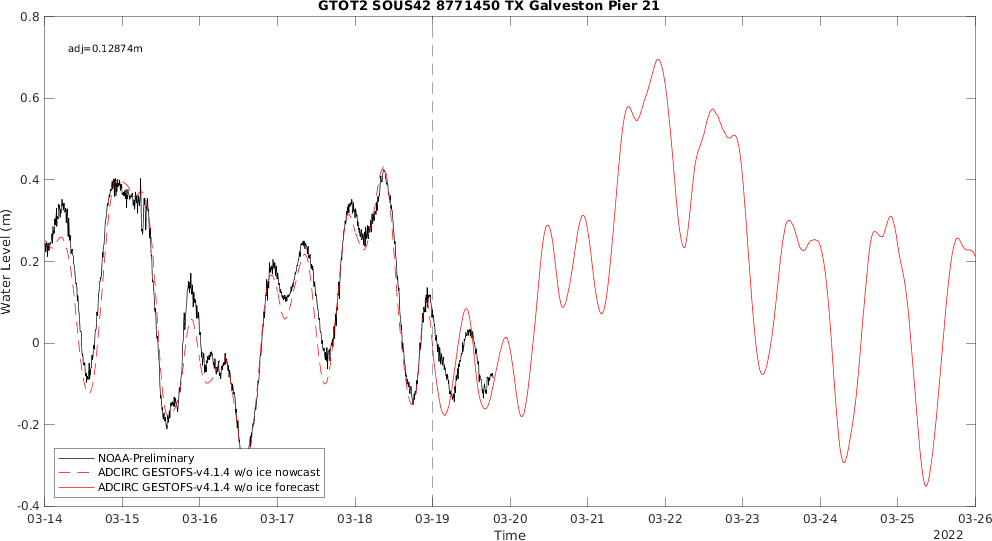 GTOT2 SOUS42 8771450 TX Galveston Pier 21
adj=0.12874m
Water Level (m)
0.8
0.6
0.4
0.2
0
-0.2
-0.4
NOAA-Preliminary
ADCIRC GESTOFS-v4.1.4 w/o ice nowcast
ADCIRC GESTOFS-v4.1.4 w/o ice forecast
03-14 03-15 03-16 03-17 03-18 03-19 03-20 03-21 03-22 03-23 03-24 03-25 03-26
Time
2022